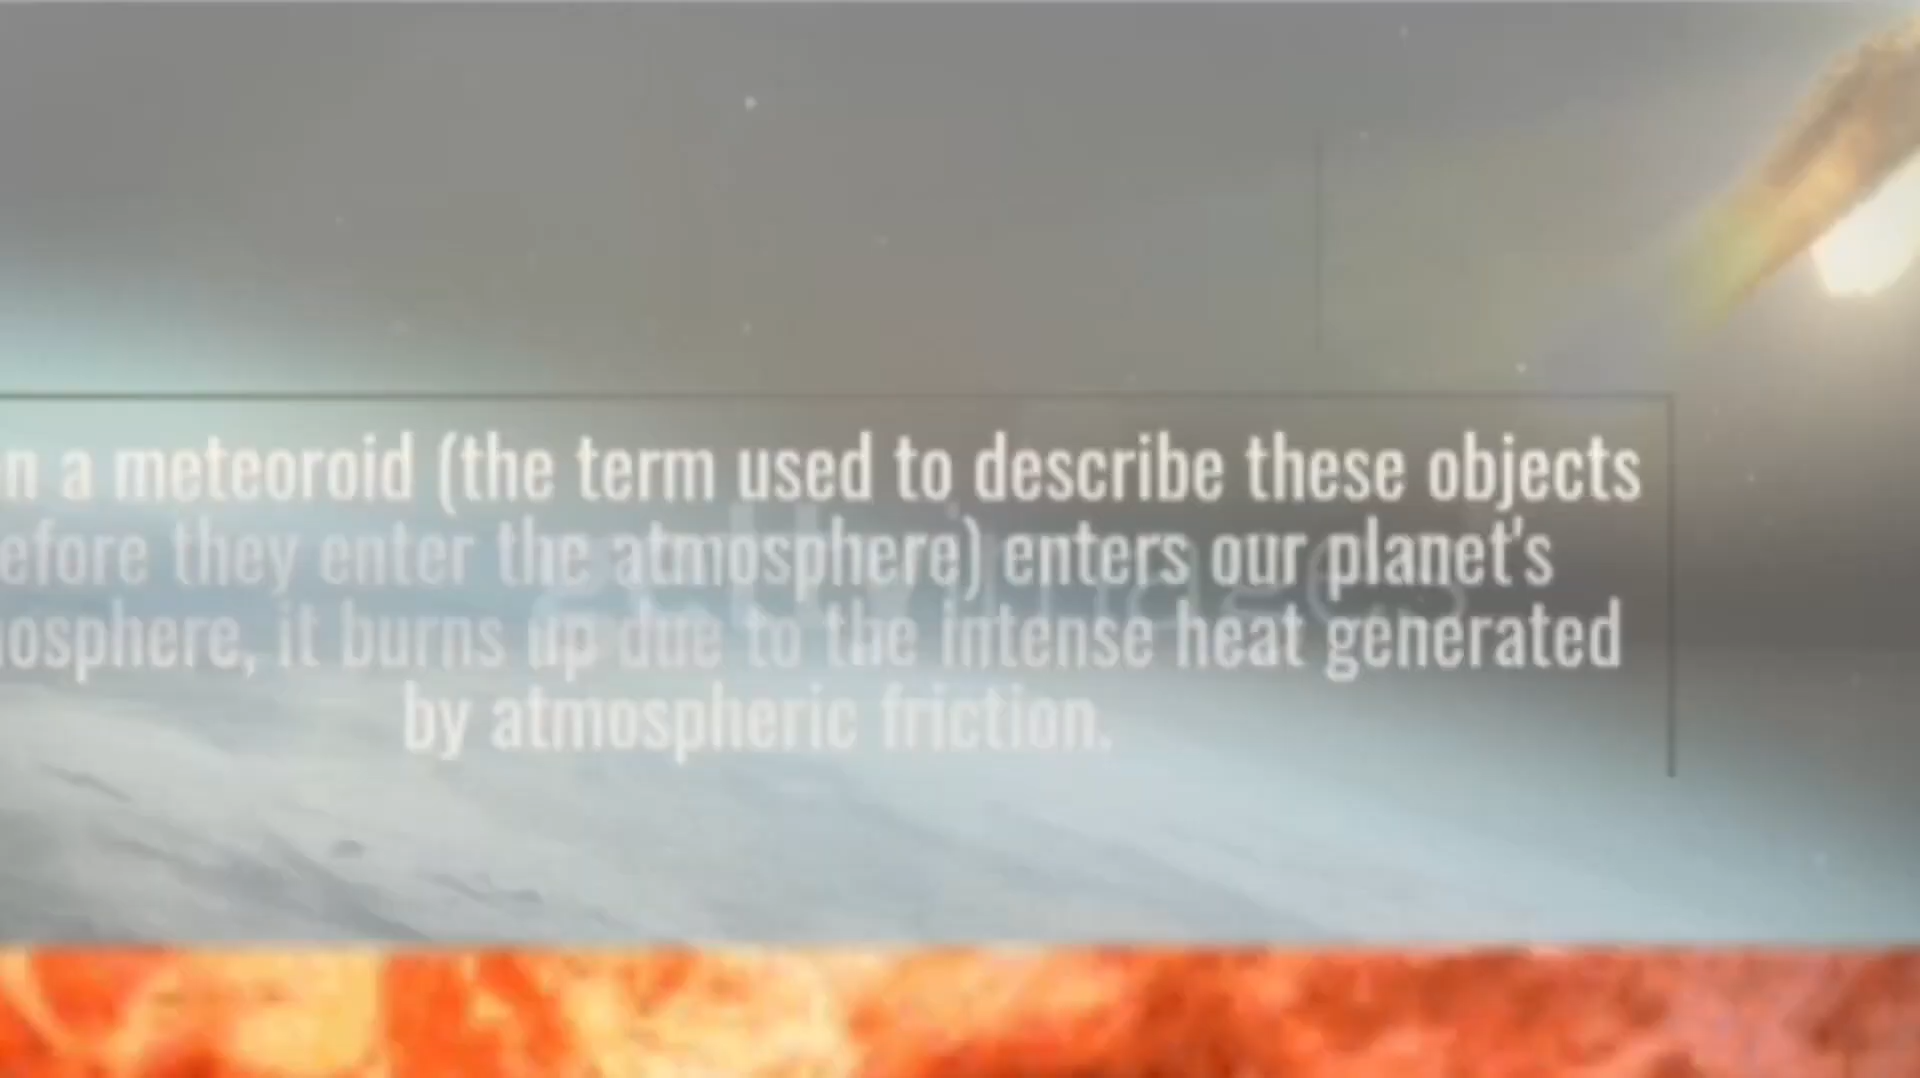 n a meteoroid (the term used to describe these objects
efore they enter the atmosphere) enters our planet's
osphere, it burns up due to the intense heat generated
by atmospheric friction.
gettyimages